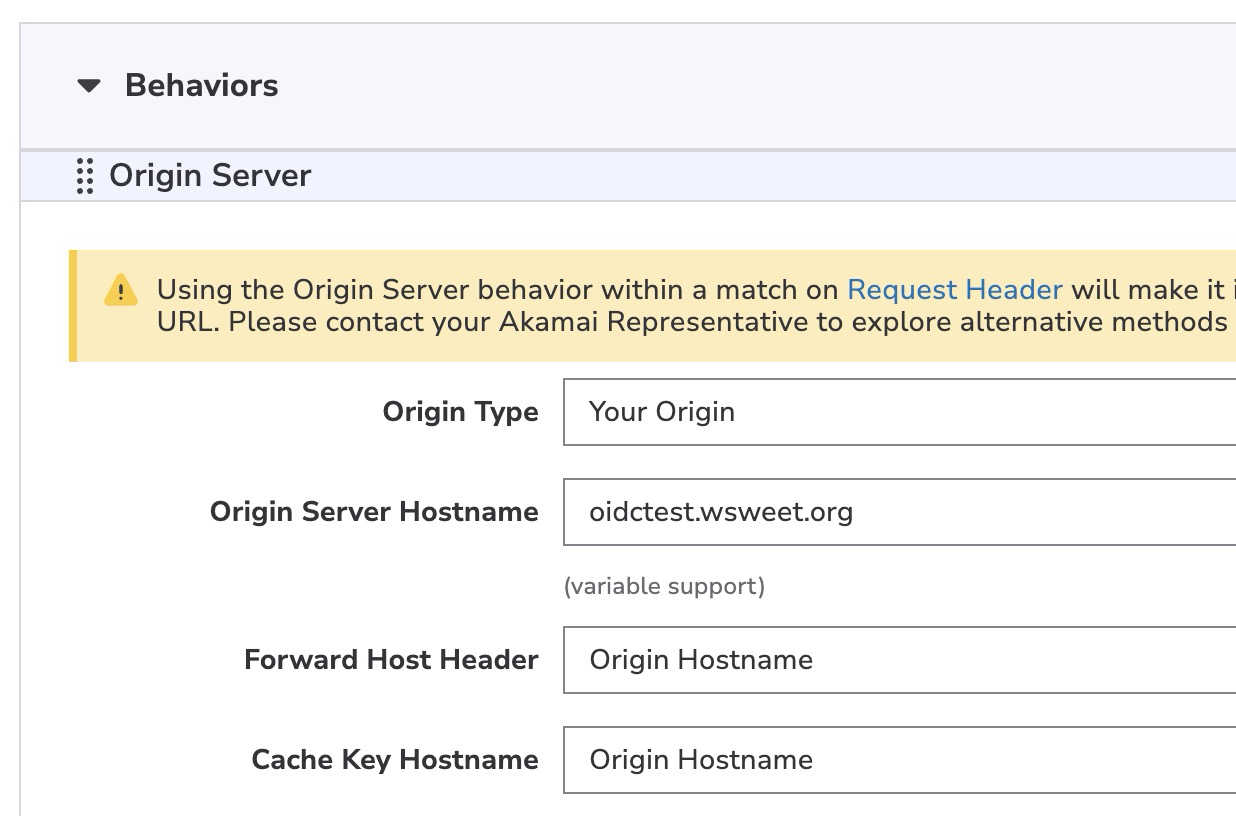 Behaviors
Origin Server
Using the Origin Server behavior within a match on Request Header will make it
URL. Please contact your Akamai Representative to explore alternative methods
Origin Type
Your Origin
Origin Server Hostname
oidctest.wsweet.org
(variable support)
Forward Host Header
Origin Hostname
Cache Key Hostname
Origin Hostname